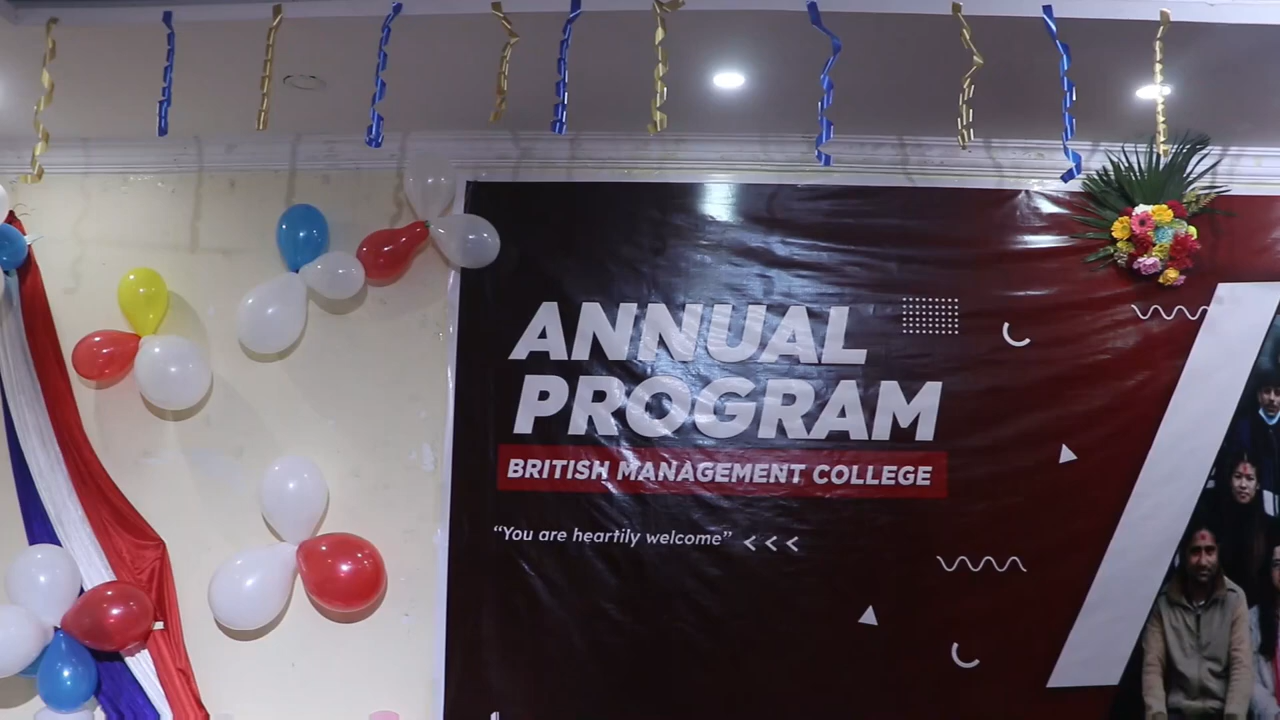 ANNUAL
PROGRAM
BRITISH MANAGEMENT COLLEGE
“You are heartily welcome” <<<